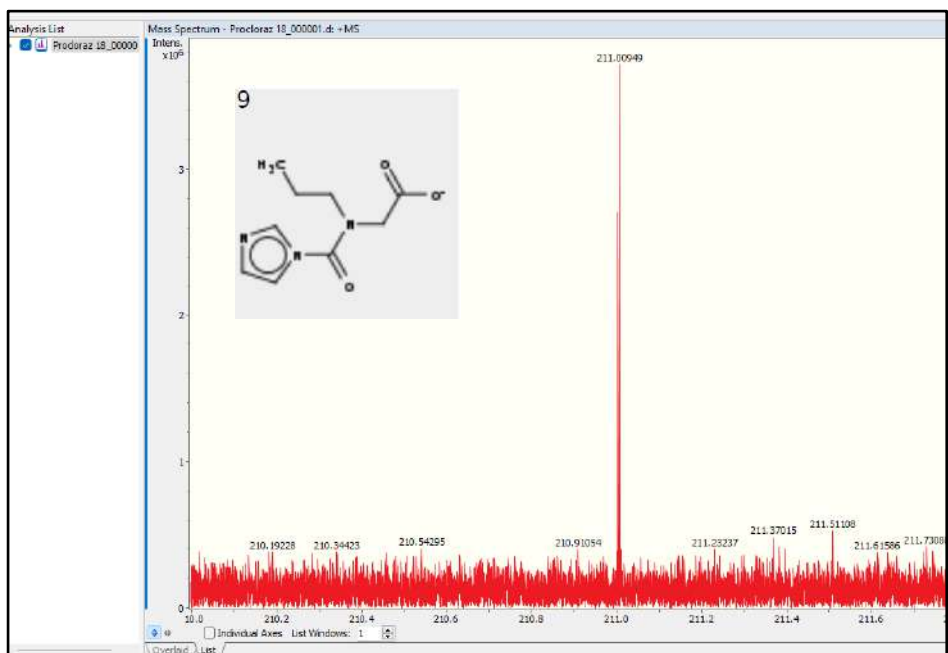 Analysis List
Prodoraz 18_00000
Mass Spectrum - Procloraz 18_000001.d: +MS
Intens.
x10⁶
211.00949
9
H₃C
O
O⁻
N
N
N
O
3
2
1
0
210.19228
210.34423
210.54295
210.91054
211.23237
211.37015
211.51108
211.61586
211.7308
10.0
210.2
210.4
210.6
210.8
211.0
211.2
211.4
211.6
2
Individual Axes List Windows: 1
Overlaid List